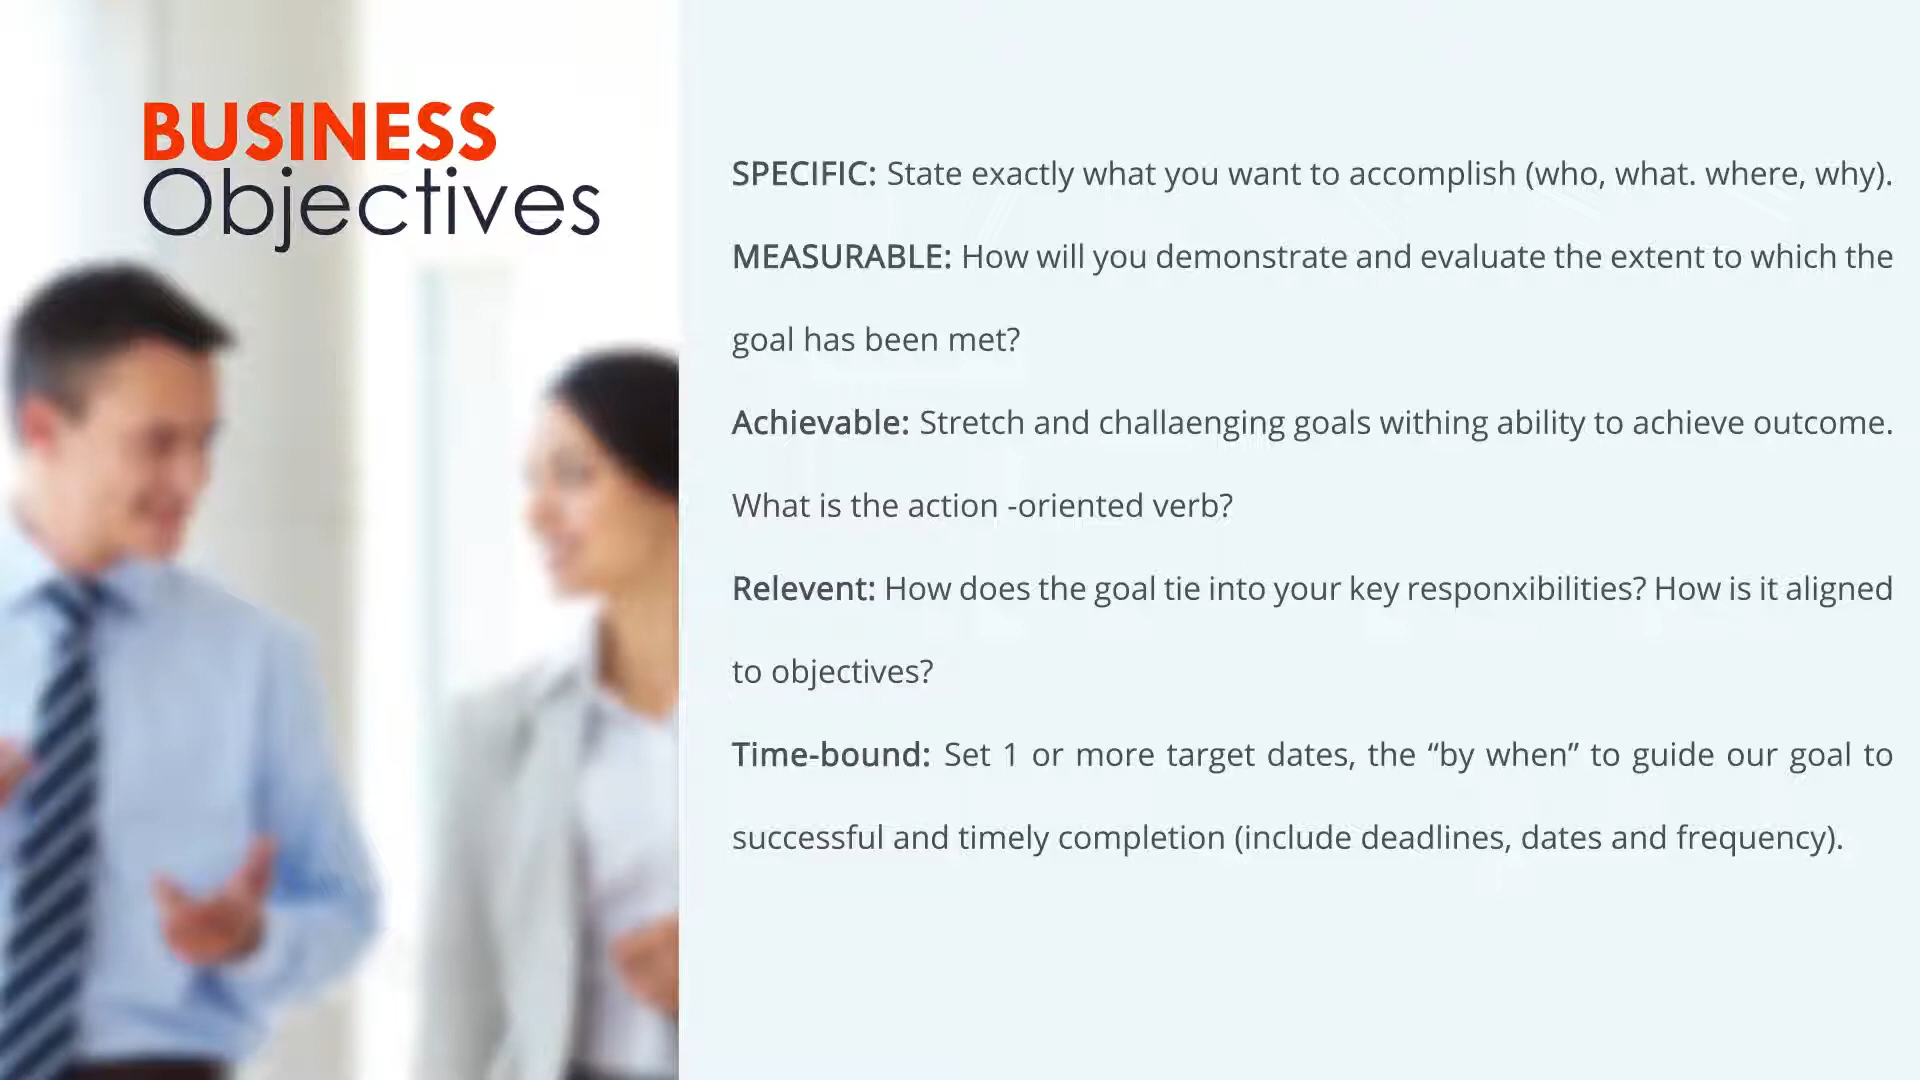 BUSINESS
Objectives
SPECIFIC: State exactly what you want to accomplish (who, what. where, why).
MEASURABLE: How will you demonstrate and evaluate the extent to which the
goal has been met?
Achievable: Stretch and challaenging goals withing ability to achieve outcome.
What is the action -oriented verb?
Relevent: How does the goal tie into your key responxibilities? How is it aligned
to objectives?
Time-bound: Set 1 or more target dates, the “by when” to guide our goal to
successful and timely completion (include deadlines, dates and frequency).